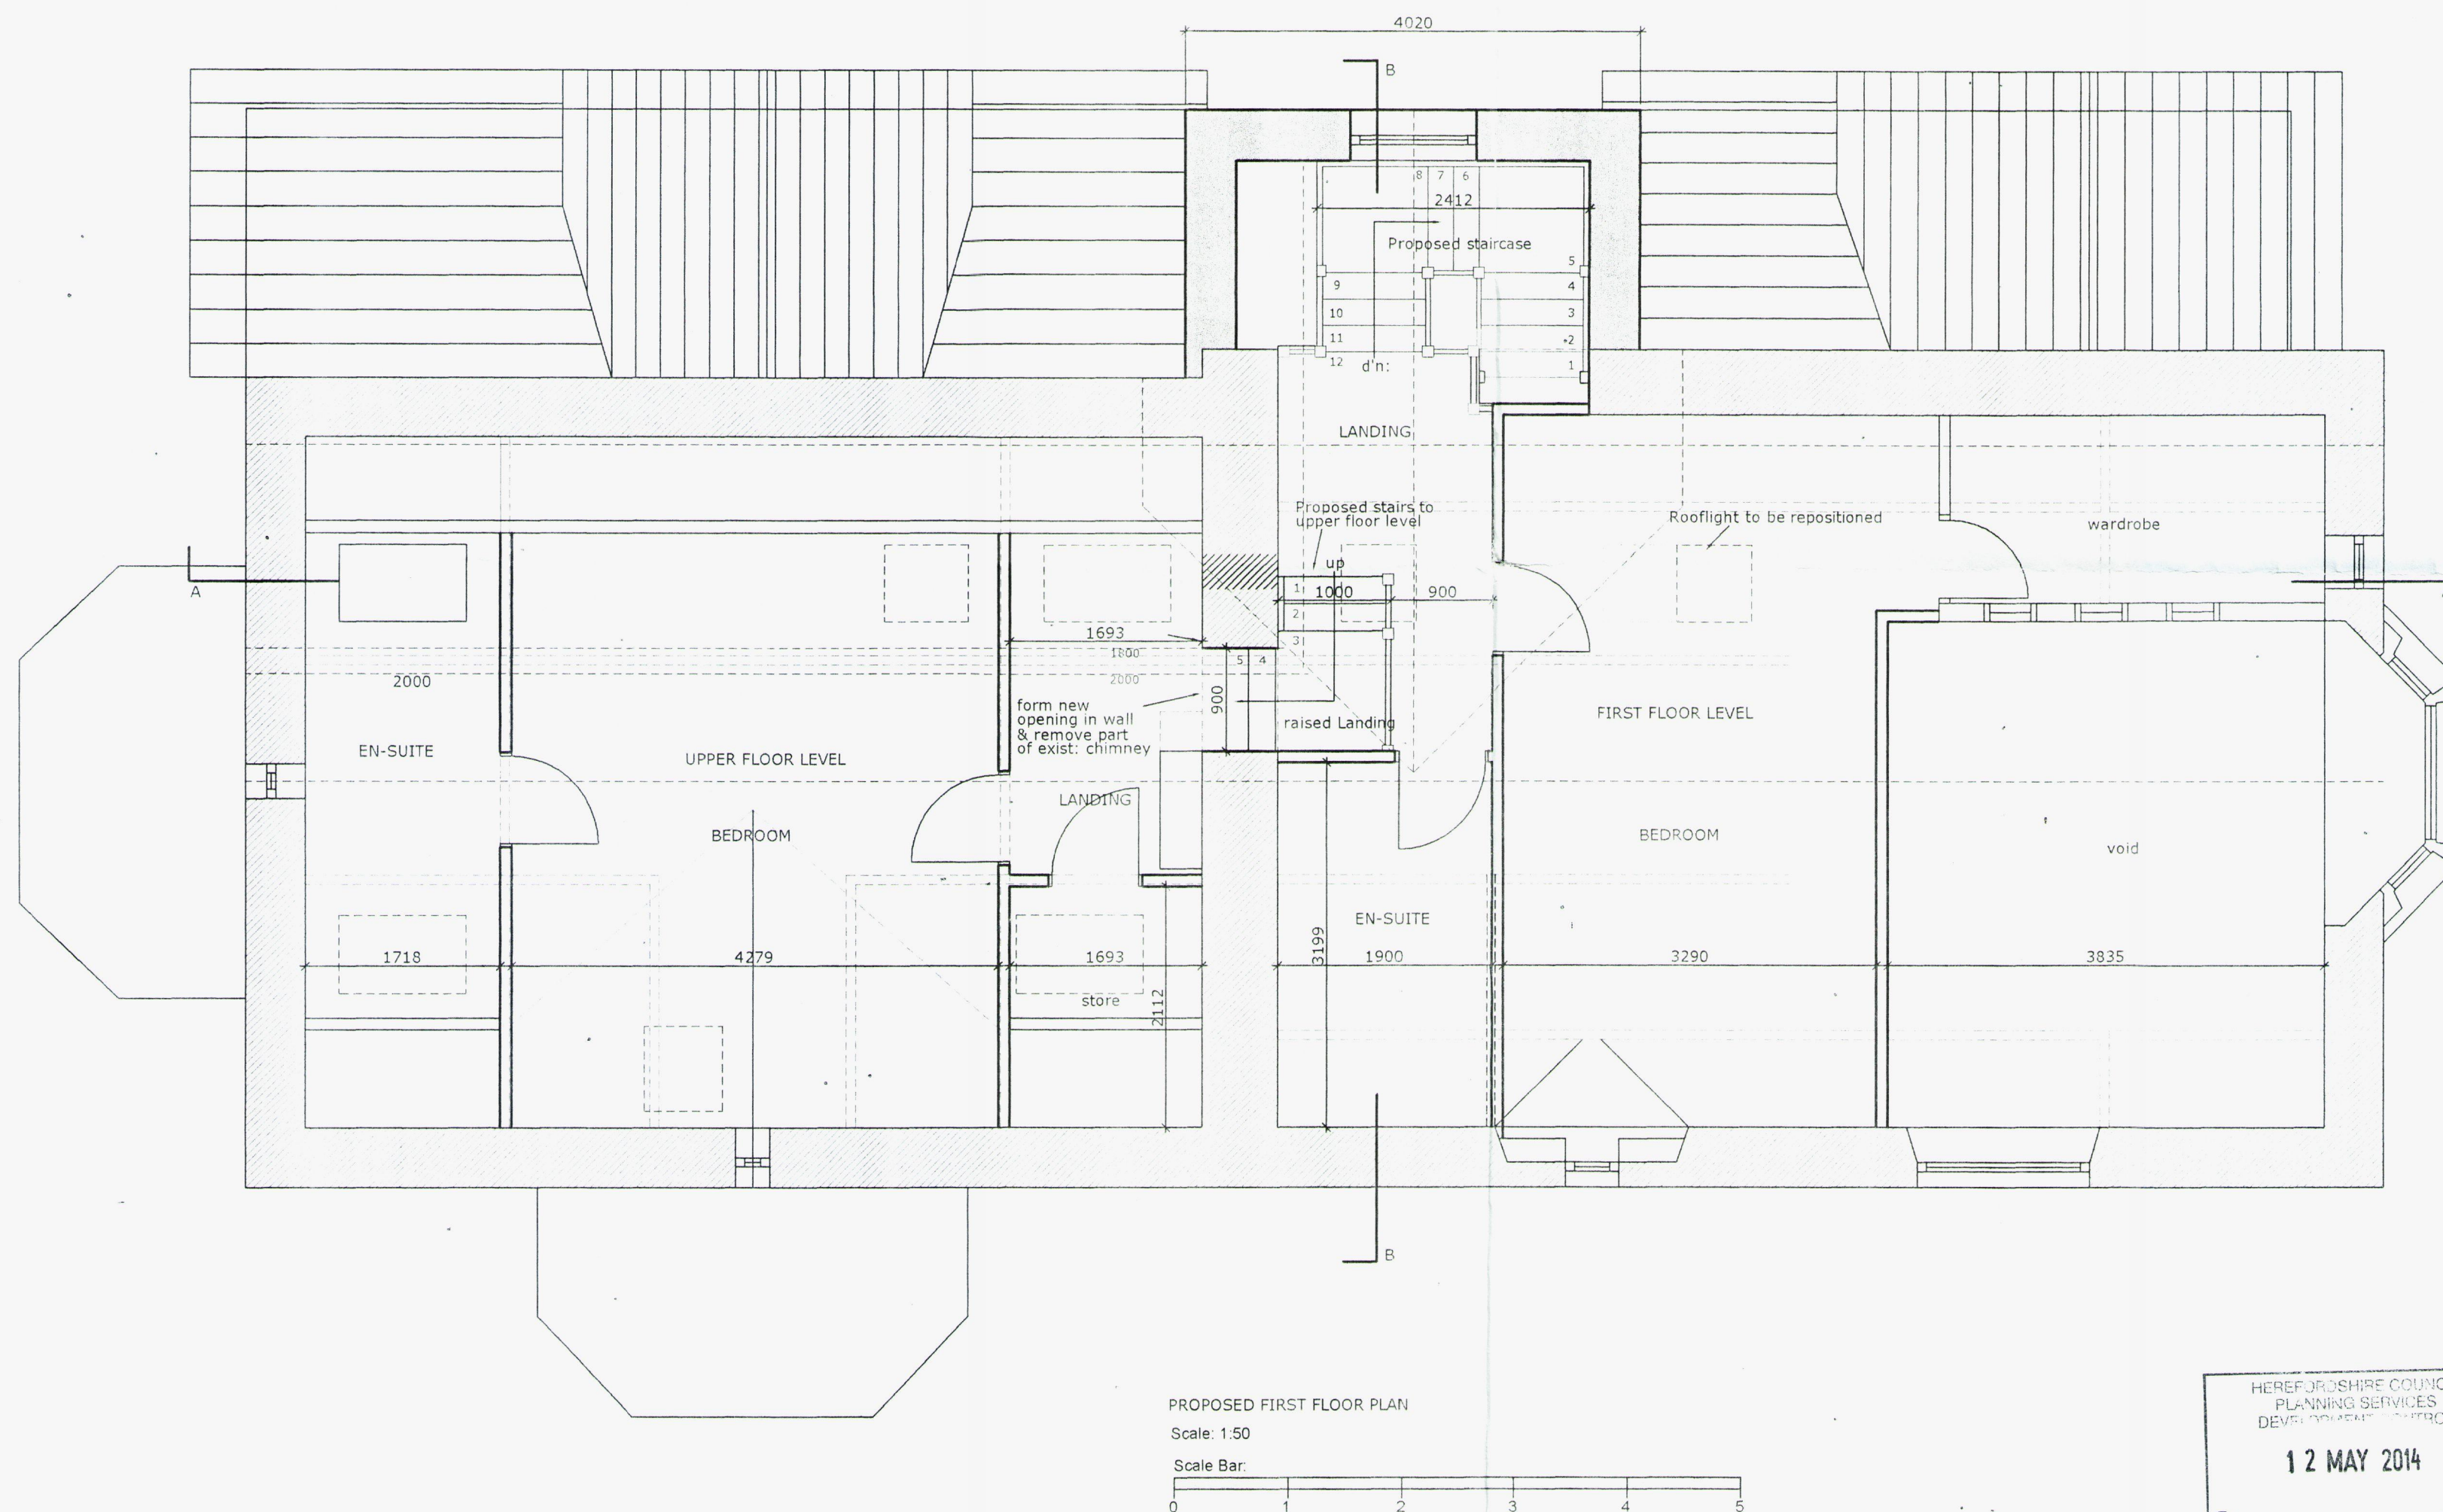 4020
B
8 7 6
2412
Proposed staircase
5
9
4
10
3
11
2
12
d'n:
1
LANDING
Proposed stairs to
upper floor level
Rooflight to be repositioned
wardrobe
up
A
1
1000
900
2
1693
3
1800
5 4
2000
2000
900
form new
opening in wall
& remove part
of exist: chimney
raised Landing
FIRST FLOOR LEVEL
EN-SUITE
UPPER FLOOR LEVEL
LANDING
BEDROOM
BEDROOM
void
EN-SUITE
3199
1718
4279
1693
1900
3290
3835
store
2112
B
PROPOSED FIRST FLOOR PLAN
Scale: 1:50
Scale Bar:
0 1 2 3 4 5
HEREFORDSHIRE COUNC
PLANNING SERVICES
DEVELOPMENT CONTRO
12 MAY 2014